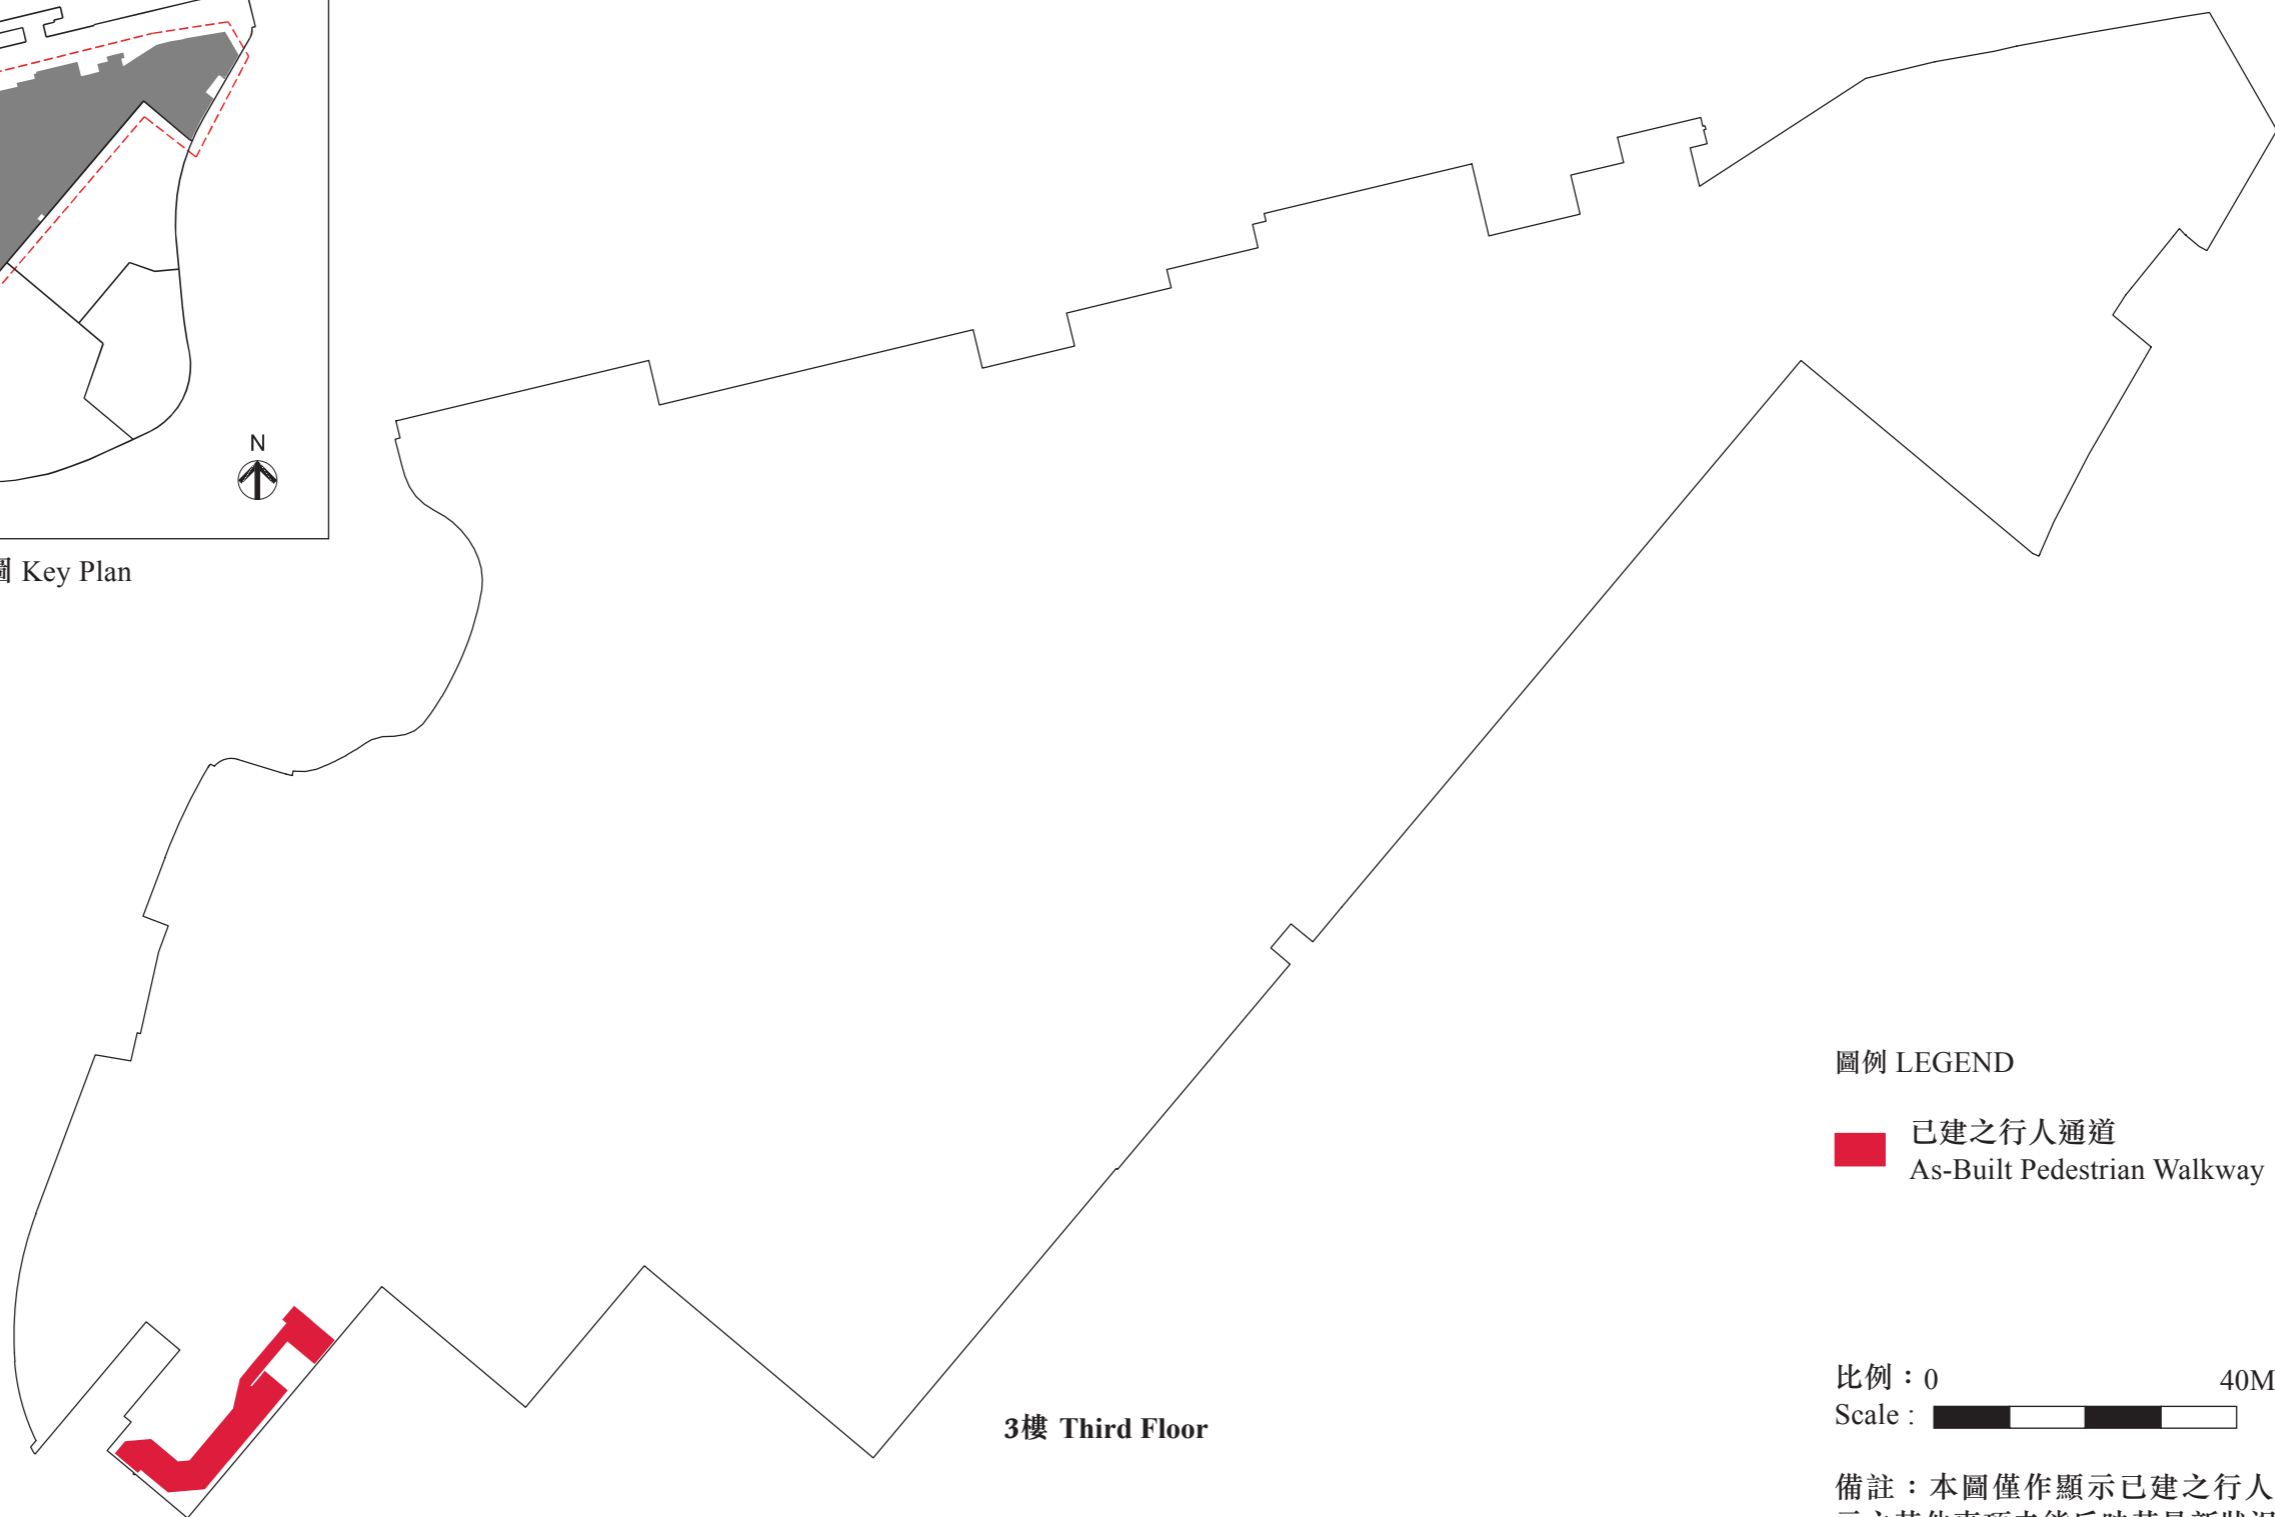 N
圖 Key Plan
圖例 LEGEND
已建之行人通道
As-Built Pedestrian Walkway
3樓 Third Floor
比例：0 40M
Scale :
備註：本圖僅作顯示已建之行人